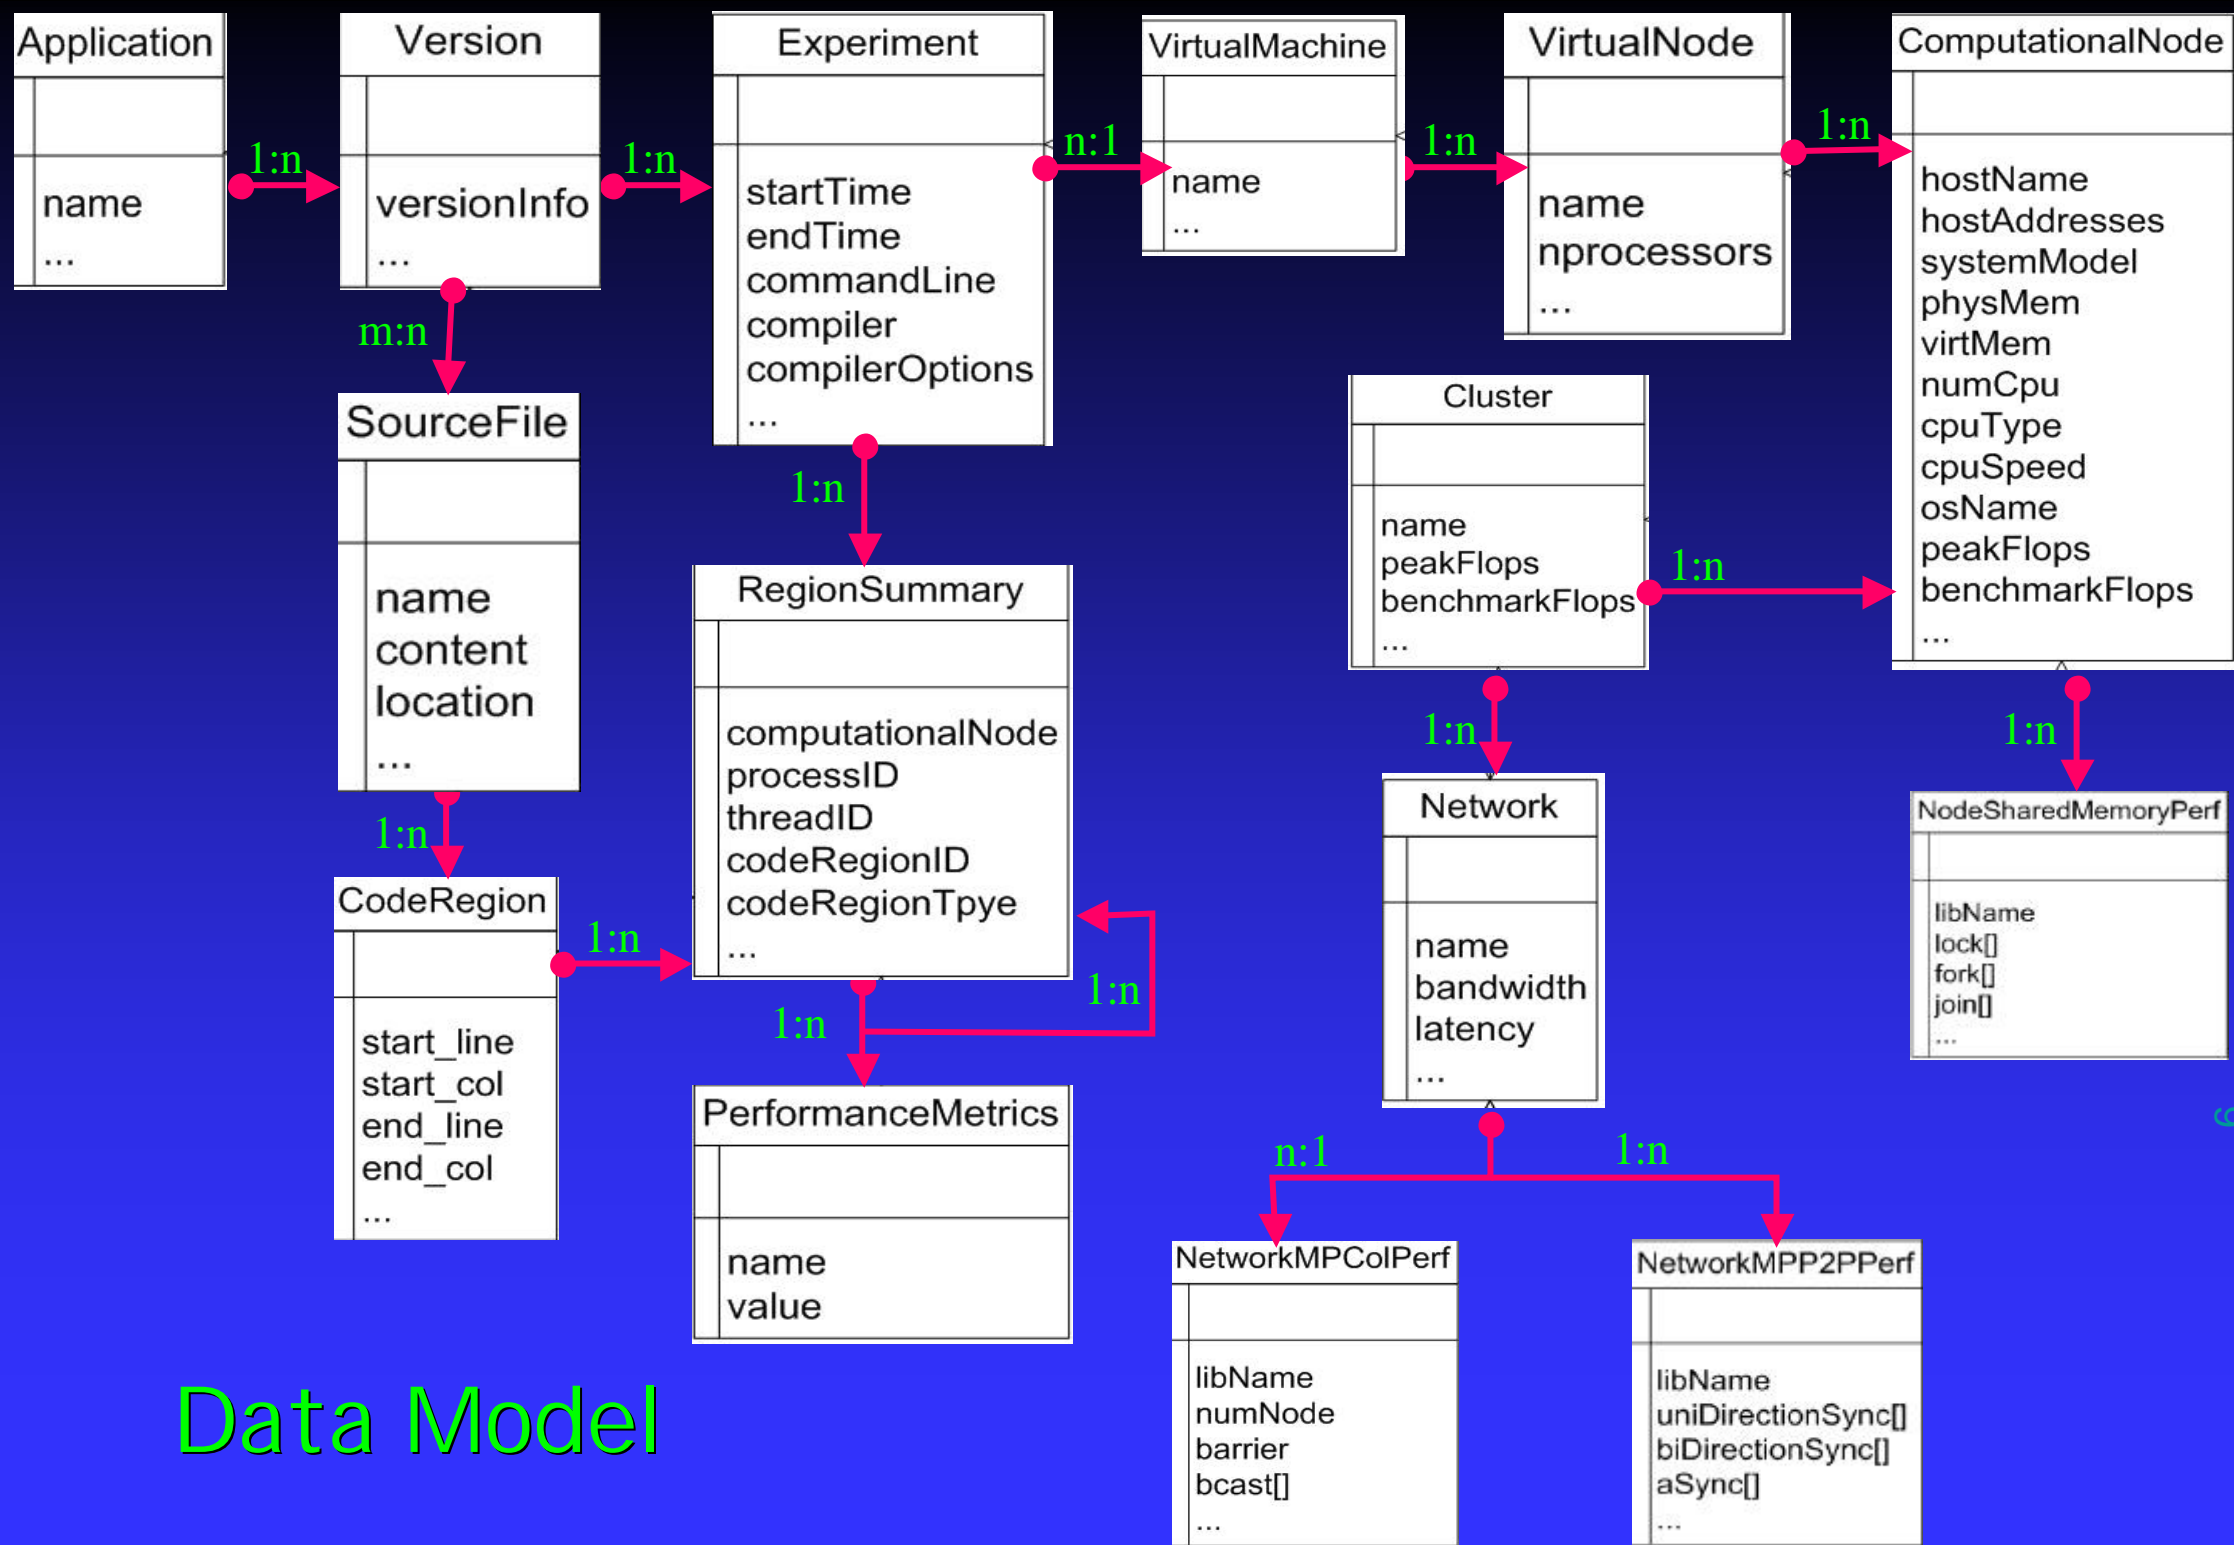 Application
name
...
1:n
Version
versionInfo
...
1:n
Experiment
startTime
endTime
commandLine
compiler
compilerOptions
...
n:1
VirtualMachine
name
...
1:n
VirtualNode
name
nprocessors
...
1:n
ComputationalNode
hostName
hostAddresses
systemModel
physMem
virtMem
numCpu
cpuType
cpuSpeed
osName
peakFlops
benchmarkFlops
...
m:n
SourceFile
name
content
location
...
1:n
CodeRegion
start_line
start_col
end_line
end_col
...
1:n
1:n
RegionSummary
computationalNode
processID
threadID
codeRegionID
codeRegionTpye
...
1:n
1:n
PerformanceMetrics
name
value
Cluster
name
peakFlops
benchmarkFlops
...
1:n
1:n
Network
name
bandwidth
latency
...
1:n
NodeSharedMemoryPerf
libName
lock[]
fork[]
join[]
...
n:1
1:n
NetworkMPColPerf
libName
numNode
barrier
bcast[]
...
NetworkMPP2PPerf
libName
uniDirectionSync[]
biDirectionSync[]
aSync[]
...
Data Model